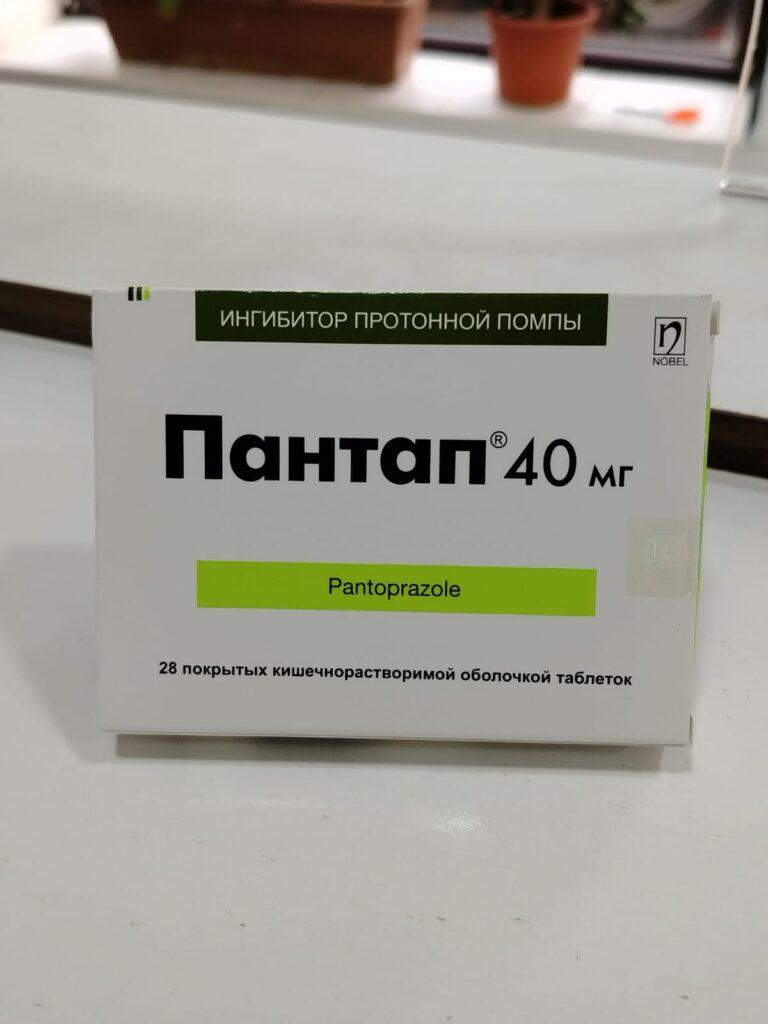 ИНГИБИТОР ПРОТОННОЙ ПОМПЫ
NOBEL
Пантап® 40 мг
Pantoprazole
28 покрытых кишечнорастворимой оболочкой таблеток